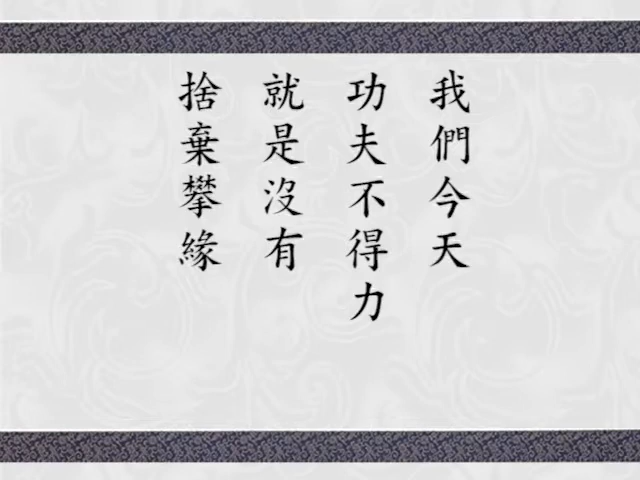 我們今天
功夫不得力
就是沒有
捨棄攀緣